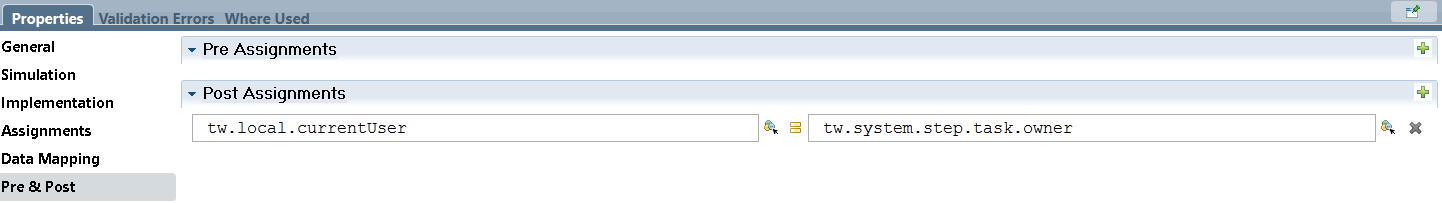 Properties Validation Errors Where Used
General
Simulation
Implementation
Assignments
Data Mapping
Pre & Post
Pre Assignments
Post Assignments
tw.local.currentUser tw.system.step.task.owner